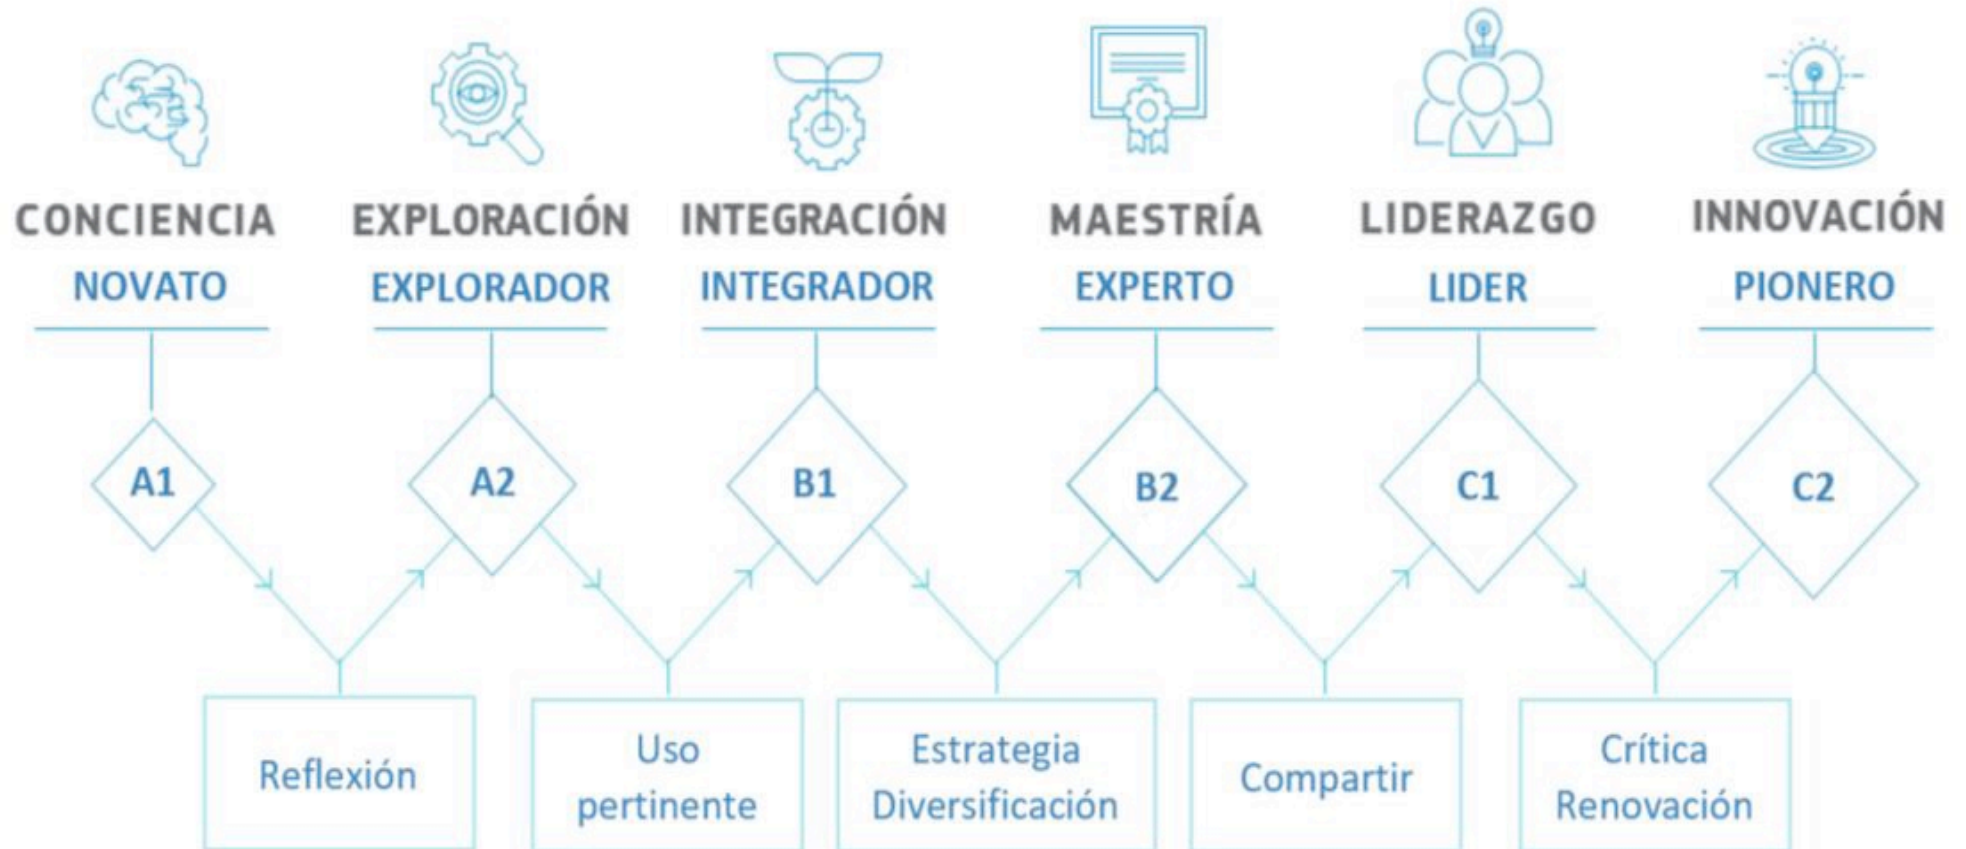 CONCIENCIA
NOVATO
EXPLORACIÓN
EXPLORADOR
INTEGRACIÓN
INTEGRADOR
MAESTRÍA
EXPERTO
LIDERAZGO
LIDER
INNOVACIÓN
PIONERO
A1
A2
B1
B2
C1
C2
Reflexión
Uso
pertinente
Estrategia
Diversificación
Compartir
Crítica
Renovación